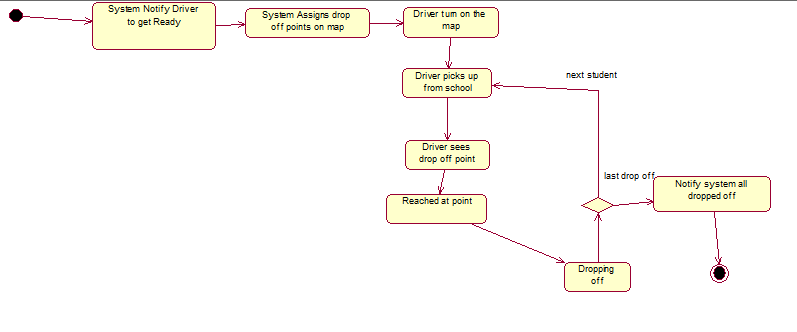 System Notify Driver
to get Ready
System Assigns drop
off points on map
Driver turn on the
map
Driver picks up
from school
next student
Driver sees
drop off point
last drop off
Notify system all
dropped off
Reached at point
Dropping
off